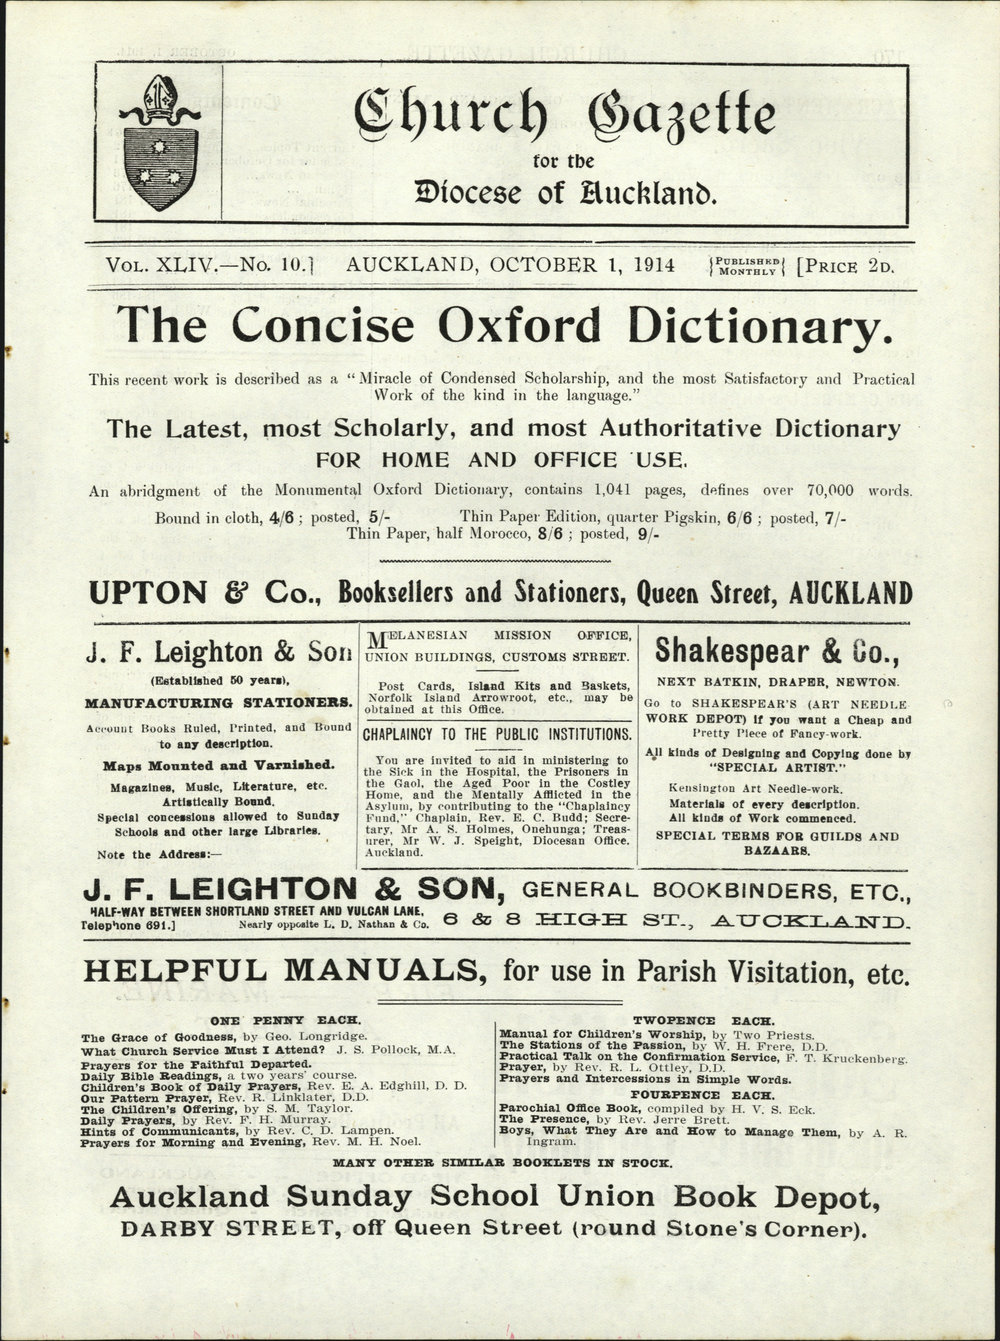 Church Gazette
for the
Diocese of Auckland.
VOL. XLIV.—No. 10.] AUCKLAND, OCTOBER 1, 1914 {PUBLISHED MONTHLY} [PRICE 2D.
The Concise Oxford Dictionary.
This recent work is described as a "Miracle of Condensed Scholarship, and the most Satisfactory and Practical
Work of the kind in the language."
The Latest, most Scholarly, and most Authoritative Dictionary
FOR HOME AND OFFICE USE.
An abridgment of the Monumental Oxford Dictionary, contains 1,041 pages, defines over 70,000 words.
Bound in cloth, 4/6; posted, 5/- Thin Paper Edition, quarter Pigskin, 6/6; posted, 7/-
Thin Paper, half Morocco, 8/6; posted, 9/-
UPTON & Co., Booksellers and Stationers, Queen Street, AUCKLAND
J. F. Leighton & Son
(Established 50 years),
MANUFACTURING STATIONERS.
Account Books Ruled, Printed, and Bound
to any description.
Maps Mounted and Varnished.
Magazines, Music, Literature, etc.
Artistically Bound.
Special concessions allowed to Sunday
Schools and other large Libraries.
Note the Address:—
MELANESIAN MISSION OFFICE,
UNION BUILDINGS, CUSTOMS STREET.
Post Cards, Island Kits and Baskets,
Norfolk Island Arrowroot, etc., may be
obtained at this Office.
CHAPLAINCY TO THE PUBLIC INSTITUTIONS.
You are invited to aid in ministering to
the Sick in the Hospital, the Prisoners in
the Gaol, the Aged Poor in the Costley
Home, and the Mentally Afflicted in the
Asylum, by contributing to the "Chaplaincy
Fund," Chaplain, Rev. E. C. Budd; Secre-
tary, Mr A. S. Holmes, Onehunga; Treas-
urer, Mr W. J. Speight, Diocesan Office.
Auckland.
Shakespear & Co.,
NEXT BATKIN, DRAPER, NEWTON.
Go to SHAKESPEAR'S (ART NEEDLE
WORK DEPOT) if you want a Cheap and
Pretty Piece of Fancy-work.
All kinds of Designing and Copying done by
"SPECIAL ARTIST."
Kensington Art Needle-work.
Materials of every description.
All kinds of Work commenced.
SPECIAL TERMS FOR GUILDS AND
BAZAARS.
J. F. LEIGHTON & SON, GENERAL BOOKBINDERS, ETC.,
HALF-WAY BETWEEN SHORTLAND STREET AND VULCAN LANE,
Telephone 691.] Nearly opposite L. D. Nathan & Co.
6 & 8 HIGH ST., AUCKLAND.
HELPFUL MANUALS, for use in Parish Visitation, etc.
ONE PENNY EACH.
The Grace of Goodness, by Geo. Longridge.
What Church Service Must I Attend? J. S. Pollock, M.A.
Prayers for the Faithful Departed.
Daily Bible Readings, a two years' course.
Children's Book of Daily Prayers, Rev. E. A. Edghill, D. D.
Our Pattern Prayer, Rev. R. Linklater, D.D.
The Children's Offering, by S. M. Taylor.
Daily Prayers, by Rev. F. H. Murray.
Hints of Communicants, by Rev. C. D. Lampen.
Prayers for Morning and Evening, Rev. M. H. Noel.
TWOPENCE EACH.
Manual for Children's Worship, by Two Priests.
The Stations of the Passion, by W. H. Frere, D.D.
Practical Talk on the Confirmation Service, F. T. Kruckenberg.
Prayer, by Rev. R. L. Ottley, D.D.
Prayers and Intercessions in Simple Words.
FOURPENCE EACH.
Parochial Office Book, compiled by H. V. S. Eck.
The Presence, by Rev. Jerre Brett.
Boys, What They Are and How to Manage Them, by A. R.
Ingram.
MANY OTHER SIMILAR BOOKLETS IN STOCK.
Auckland Sunday School Union Book Depot,
DARBY STREET, off Queen Street (round Stone's Corner).